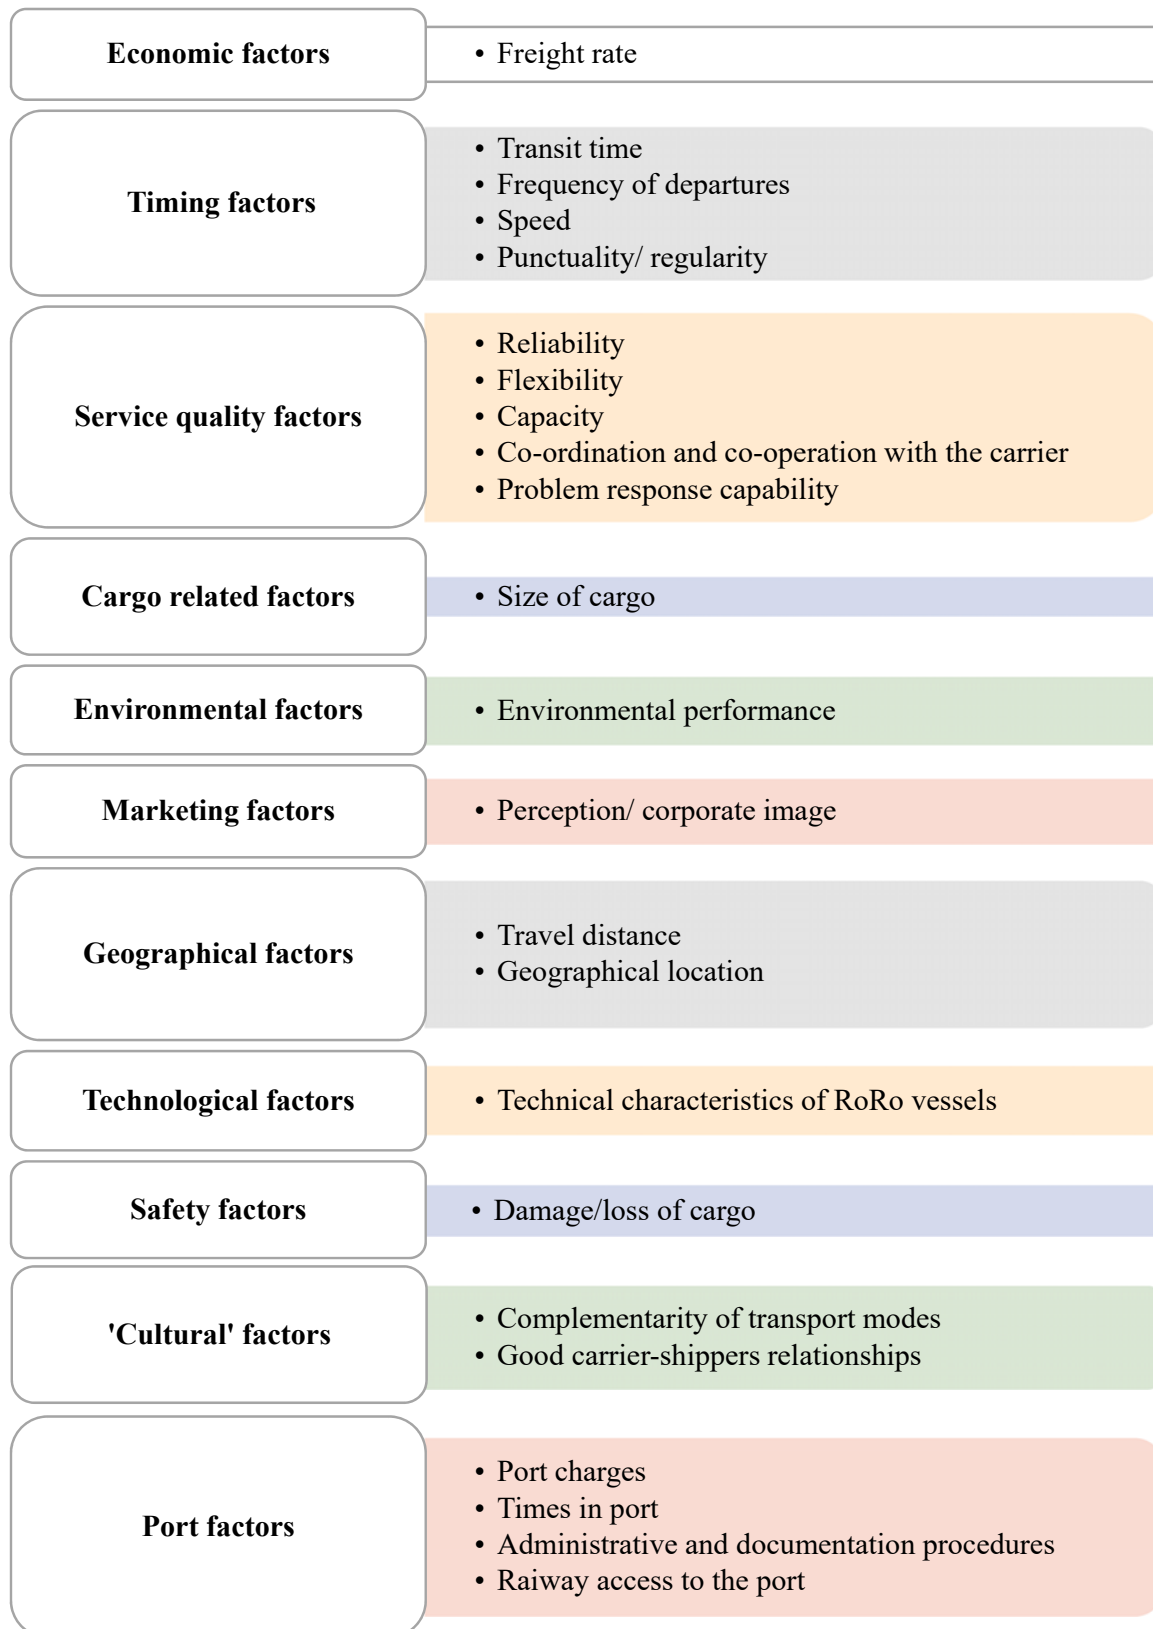 Economic factors
• Freight rate
Timing factors
• Transit time
• Frequency of departures
• Speed
• Punctuality/ regularity
Service quality factors
• Reliability
• Flexibility
• Capacity
• Co-ordination and co-operation with the carrier
• Problem response capability
Cargo related factors
• Size of cargo
Environmental factors
• Environmental performance
Marketing factors
• Perception/ corporate image
Geographical factors
• Travel distance
• Geographical location
Technological factors
• Technical characteristics of RoRo vessels
Safety factors
• Damage/loss of cargo
'Cultural' factors
• Complementarity of transport modes
• Good carrier-shippers relationships
Port factors
• Port charges
• Times in port
• Administrative and documentation procedures
• Raiway access to the port